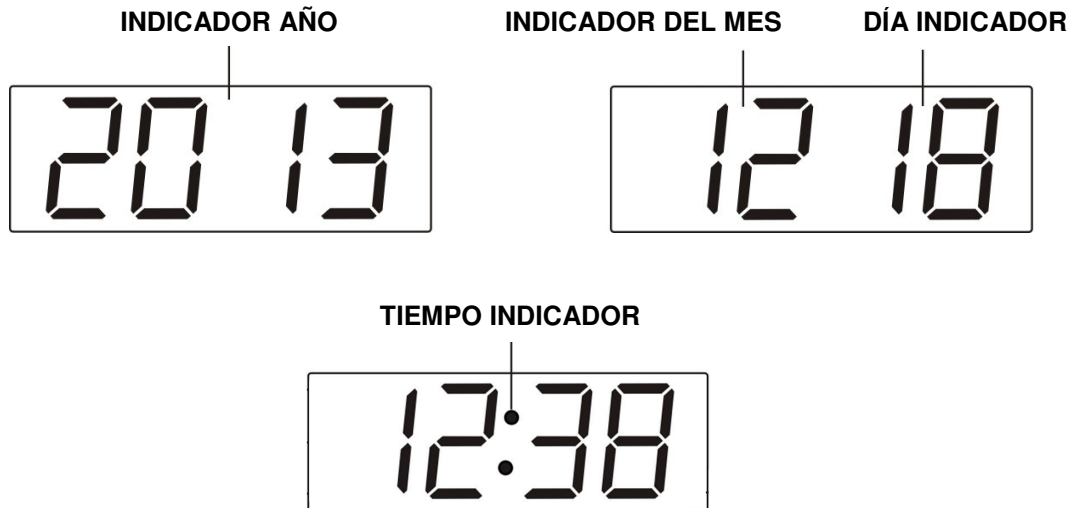 INDICADOR AÑO
INDICADOR DEL MES
DÍA INDICADOR
2013
12 18
TIEMPO INDICADOR
12:38